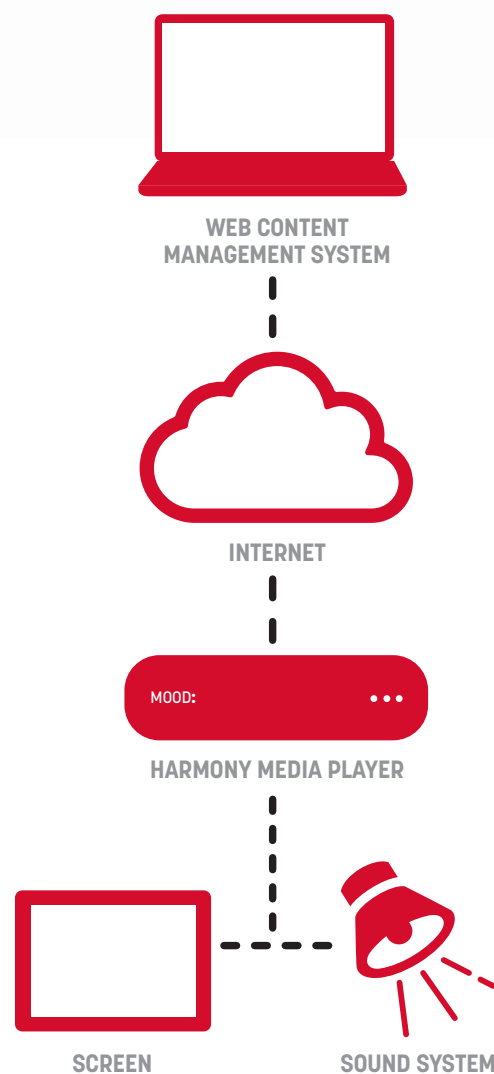 WEB CONTENT
MANAGEMENT SYSTEM
INTERNET
MOOD:
HARMONY MEDIA PLAYER
SCREEN
SOUND SYSTEM